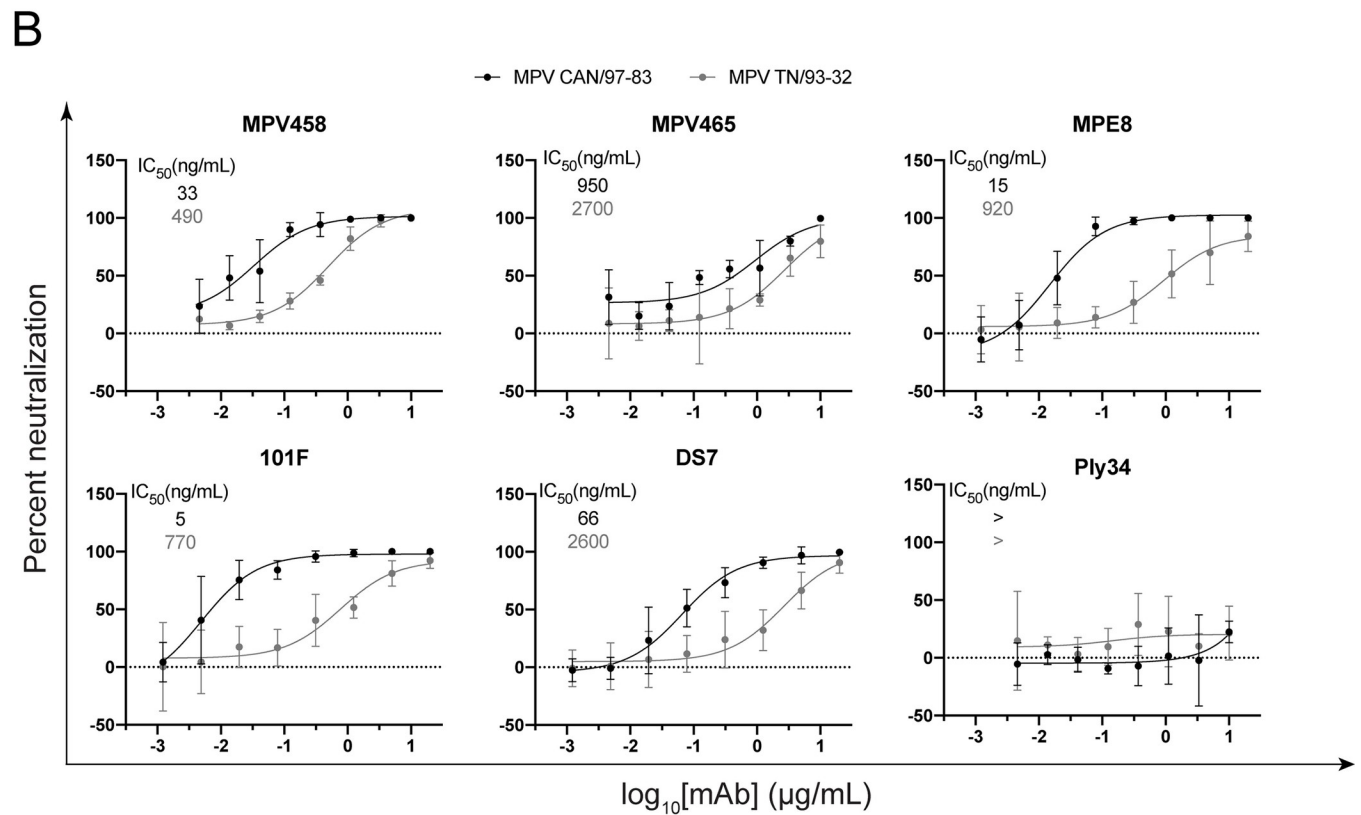 B
MPV CAN/97-83 MPV TN/93-32
MPV458
IC50(ng/mL)
33
490
150
100
50
0
-50
-3 -2 -1 0 1
MPV465
IC50(ng/mL)
950
2700
150
100
50
0
-50
-3 -2 -1 0 1
MPE8
IC50(ng/mL)
15
920
150
100
50
0
-50
-3 -2 -1 0 1
101F
IC50(ng/mL)
5
770
150
100
50
0
-50
-3 -2 -1 0 1
DS7
IC50(ng/mL)
66
2600
150
100
50
0
-50
-3 -2 -1 0 1
Ply34
IC50(ng/mL)
>
>
150
100
50
0
-50
-3 -2 -1 0 1
Percent neutralization
log10[mAb] (µg/mL)